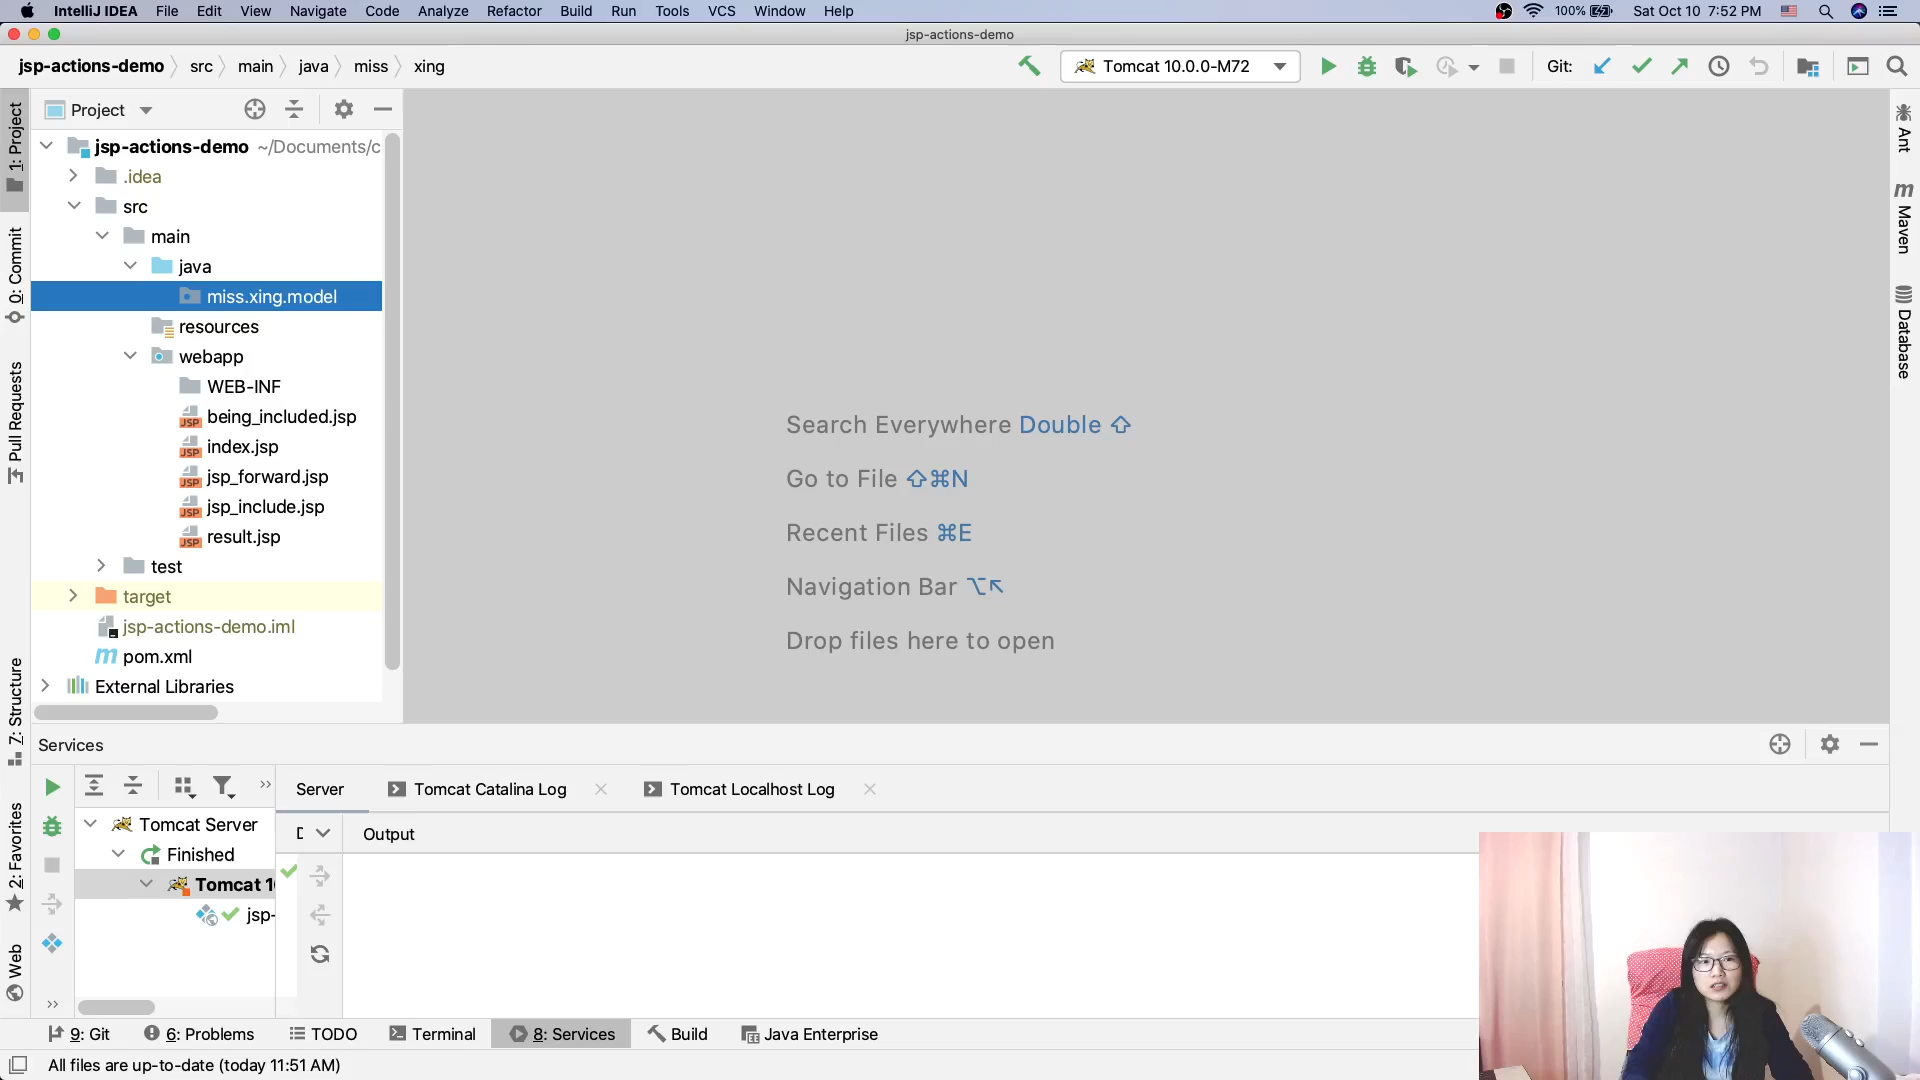 IntelliJ IDEA File Edit View Navigate Code Analyze Refactor Build Run Tools VCS Window Help 100% Sat Oct 10 7:52 PM
jsp-actions-demo
jsp-actions-demo src main java miss xing Tomcat 10.0.0-M72 Git:
Project
jsp-actions-demo ~/Documents/c
.idea
src
main
java
miss.xing.model
resources
webapp
WEB-INF
being_included.jsp
index.jsp
jsp_forward.jsp
jsp_include.jsp
result.jsp
test
target
jsp-actions-demo.iml
pom.xml
External Libraries
1: Project
0: Commit
Pull Requests
7: Structure
2: Favorites
Web
Search Everywhere Double ⇧
Go to File ⇧⌘N
Recent Files ⌘E
Navigation Bar ⌥↖
Drop files here to open
Ant
Maven
Database
Services
Server Tomcat Catalina Log Tomcat Localhost Log
Output
Tomcat Server
Finished
Tomcat 1
jsp-
9: Git 6: Problems TODO Terminal 8: Services Build Java Enterprise
All files are up-to-date (today 11:51 AM)